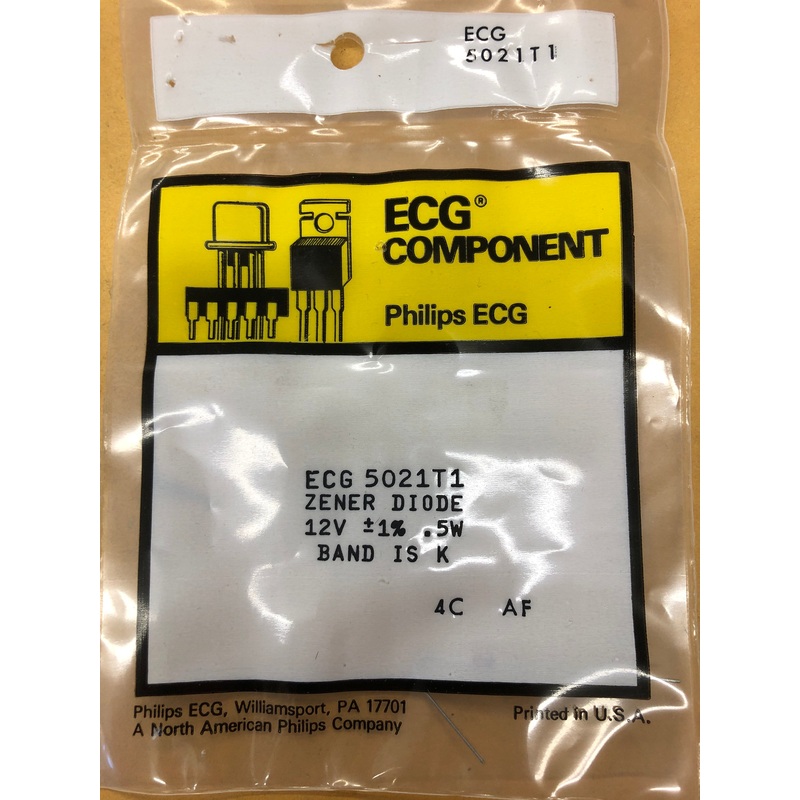 ECG
5021T1
ECG®
COMPONENT
Philips ECG
ECG 5021T1
ZENER DIODE
12V ±1% .5W
BAND IS K
4C AF
Philips ECG, Williamsport, PA 17701
A North American Philips Company
Printed in U.S.A.